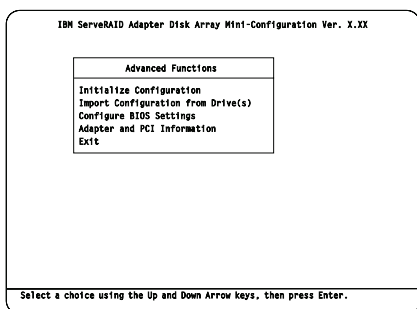 IBM ServeRAID Adapter Disk Array Mini-Configuration Ver. X.XX
Advanced Functions
Initialize Configuration
Import Configuration from Drive(s)
Configure BIOS Settings
Adapter and PCI Information
Exit
Select a choice using the Up and Down Arrow keys, then press Enter.